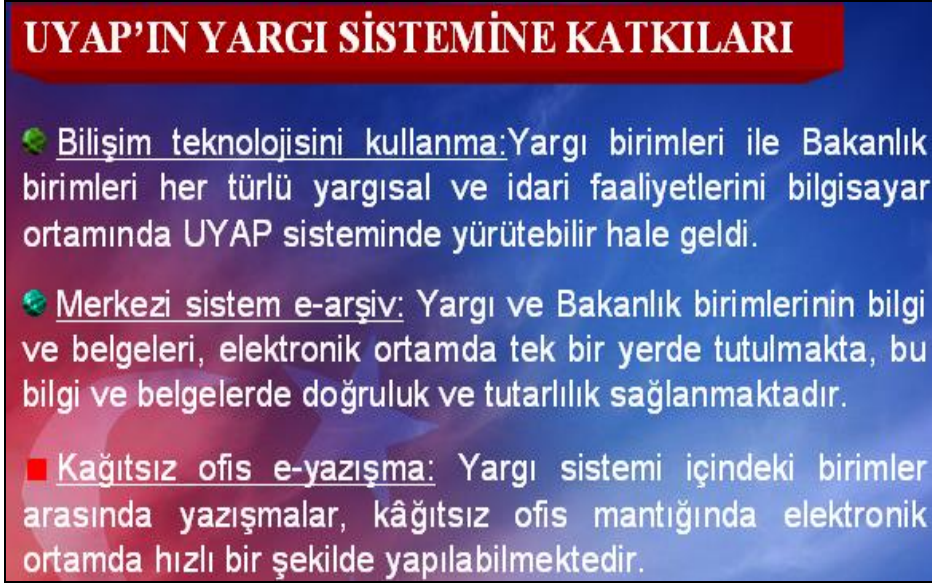 UYAP’IN YARGI SİSTEMİNE KATKILARI
Bilişim teknolojisini kullanma:Yargı birimleri ile Bakanlık
birimleri her türlü yargısal ve idari faaliyetlerini bilgisayar
ortamında UYAP sisteminde yürütebilir hale geldi.
Merkezi sistem e-arşiv: Yargı ve Bakanlık birimlerinin bilgi
ve belgeleri, elektronik ortamda tek bir yerde tutulmakta, bu
bilgi ve belgelerde doğruluk ve tutarlılık sağlanmaktadır.
Kağıtsız ofis e-yazışma: Yargı sistemi içindeki birimler
arasında yazışmalar, kâğıtsız ofis mantığında elektronik
ortamda hızlı bir şekilde yapılabilmektedir.